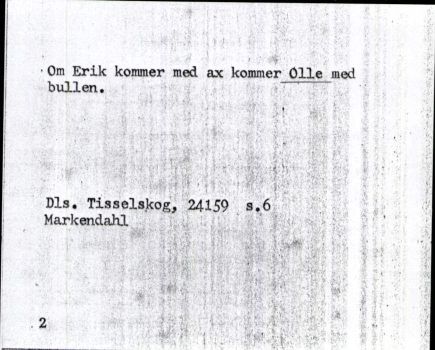 Om Erik kommer med ax kommer Olle med
bullen.
Dls. Tisselskog, 24159 s.6
Markendahl
2